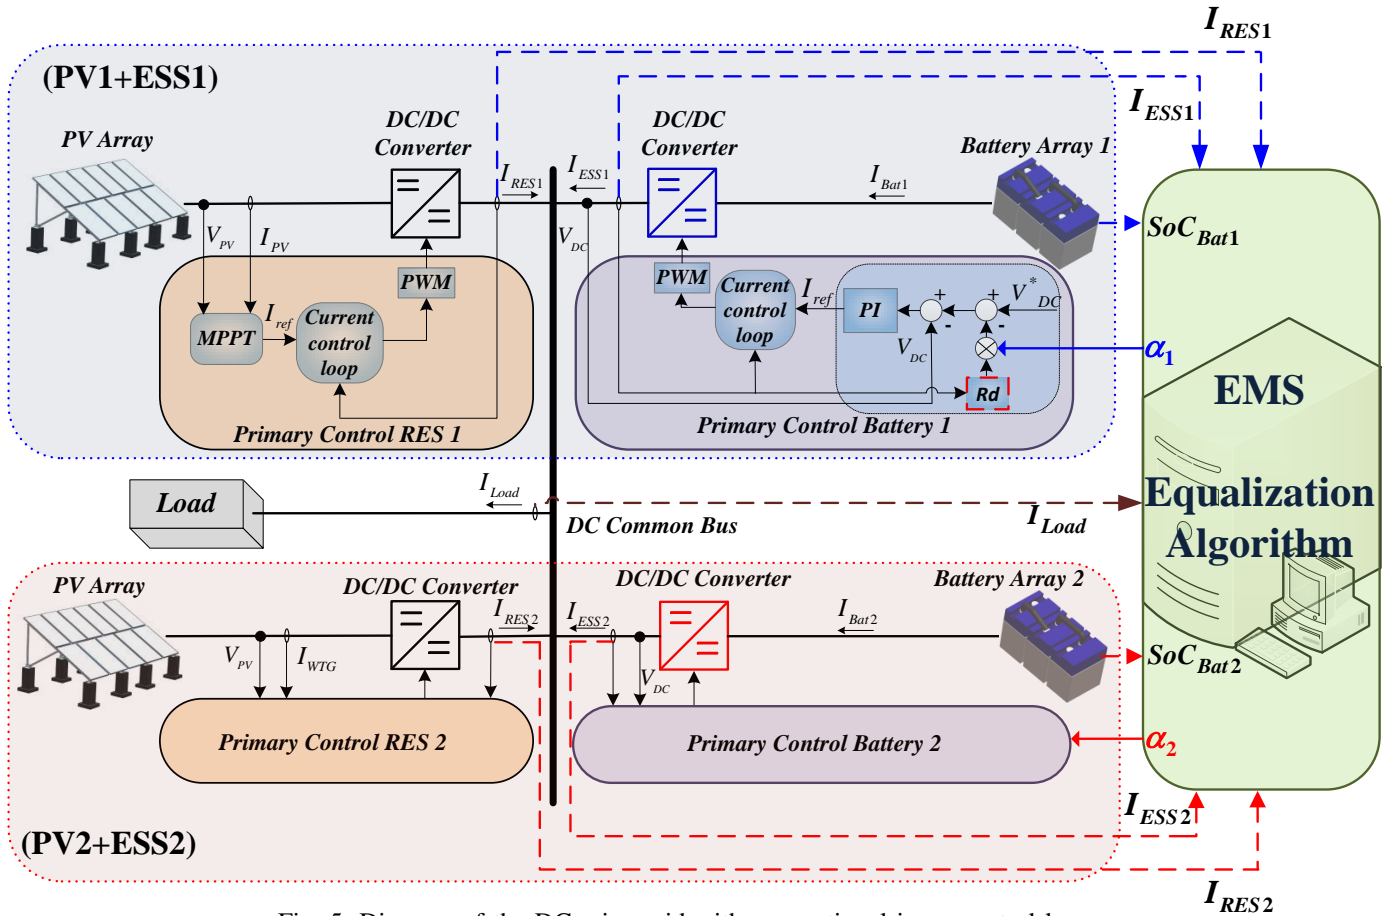 I_RES1
(PV1+ESS1)
I_ESS1
PV Array
DC/DC
Converter
DC/DC
Converter
Battery Array 1
I_RES1
I_ESS1
I_Bat1
V_PV
I_PV
V_DC
SoC_Bat1
PWM
PWM
Current
control
loop
I_ref
PI
+
+
V*_DC
-
-
MPPT
I_ref
Current
control
loop
V_DC
α_1
Rd
EMS
Primary Control RES 1
Primary Control Battery 1
Load
I_Load
DC Common Bus
I_Load
Equalization
Algorithm
PV Array
DC/DC Converter
DC/DC Converter
Battery Array 2
I_RES2
I_ESS2
I_Bat2
V_PV
I_WTG
V_DC
SoC_Bat2
Primary Control RES 2
Primary Control Battery 2
α_2
(PV2+ESS2)
I_ESS2
I_RES2